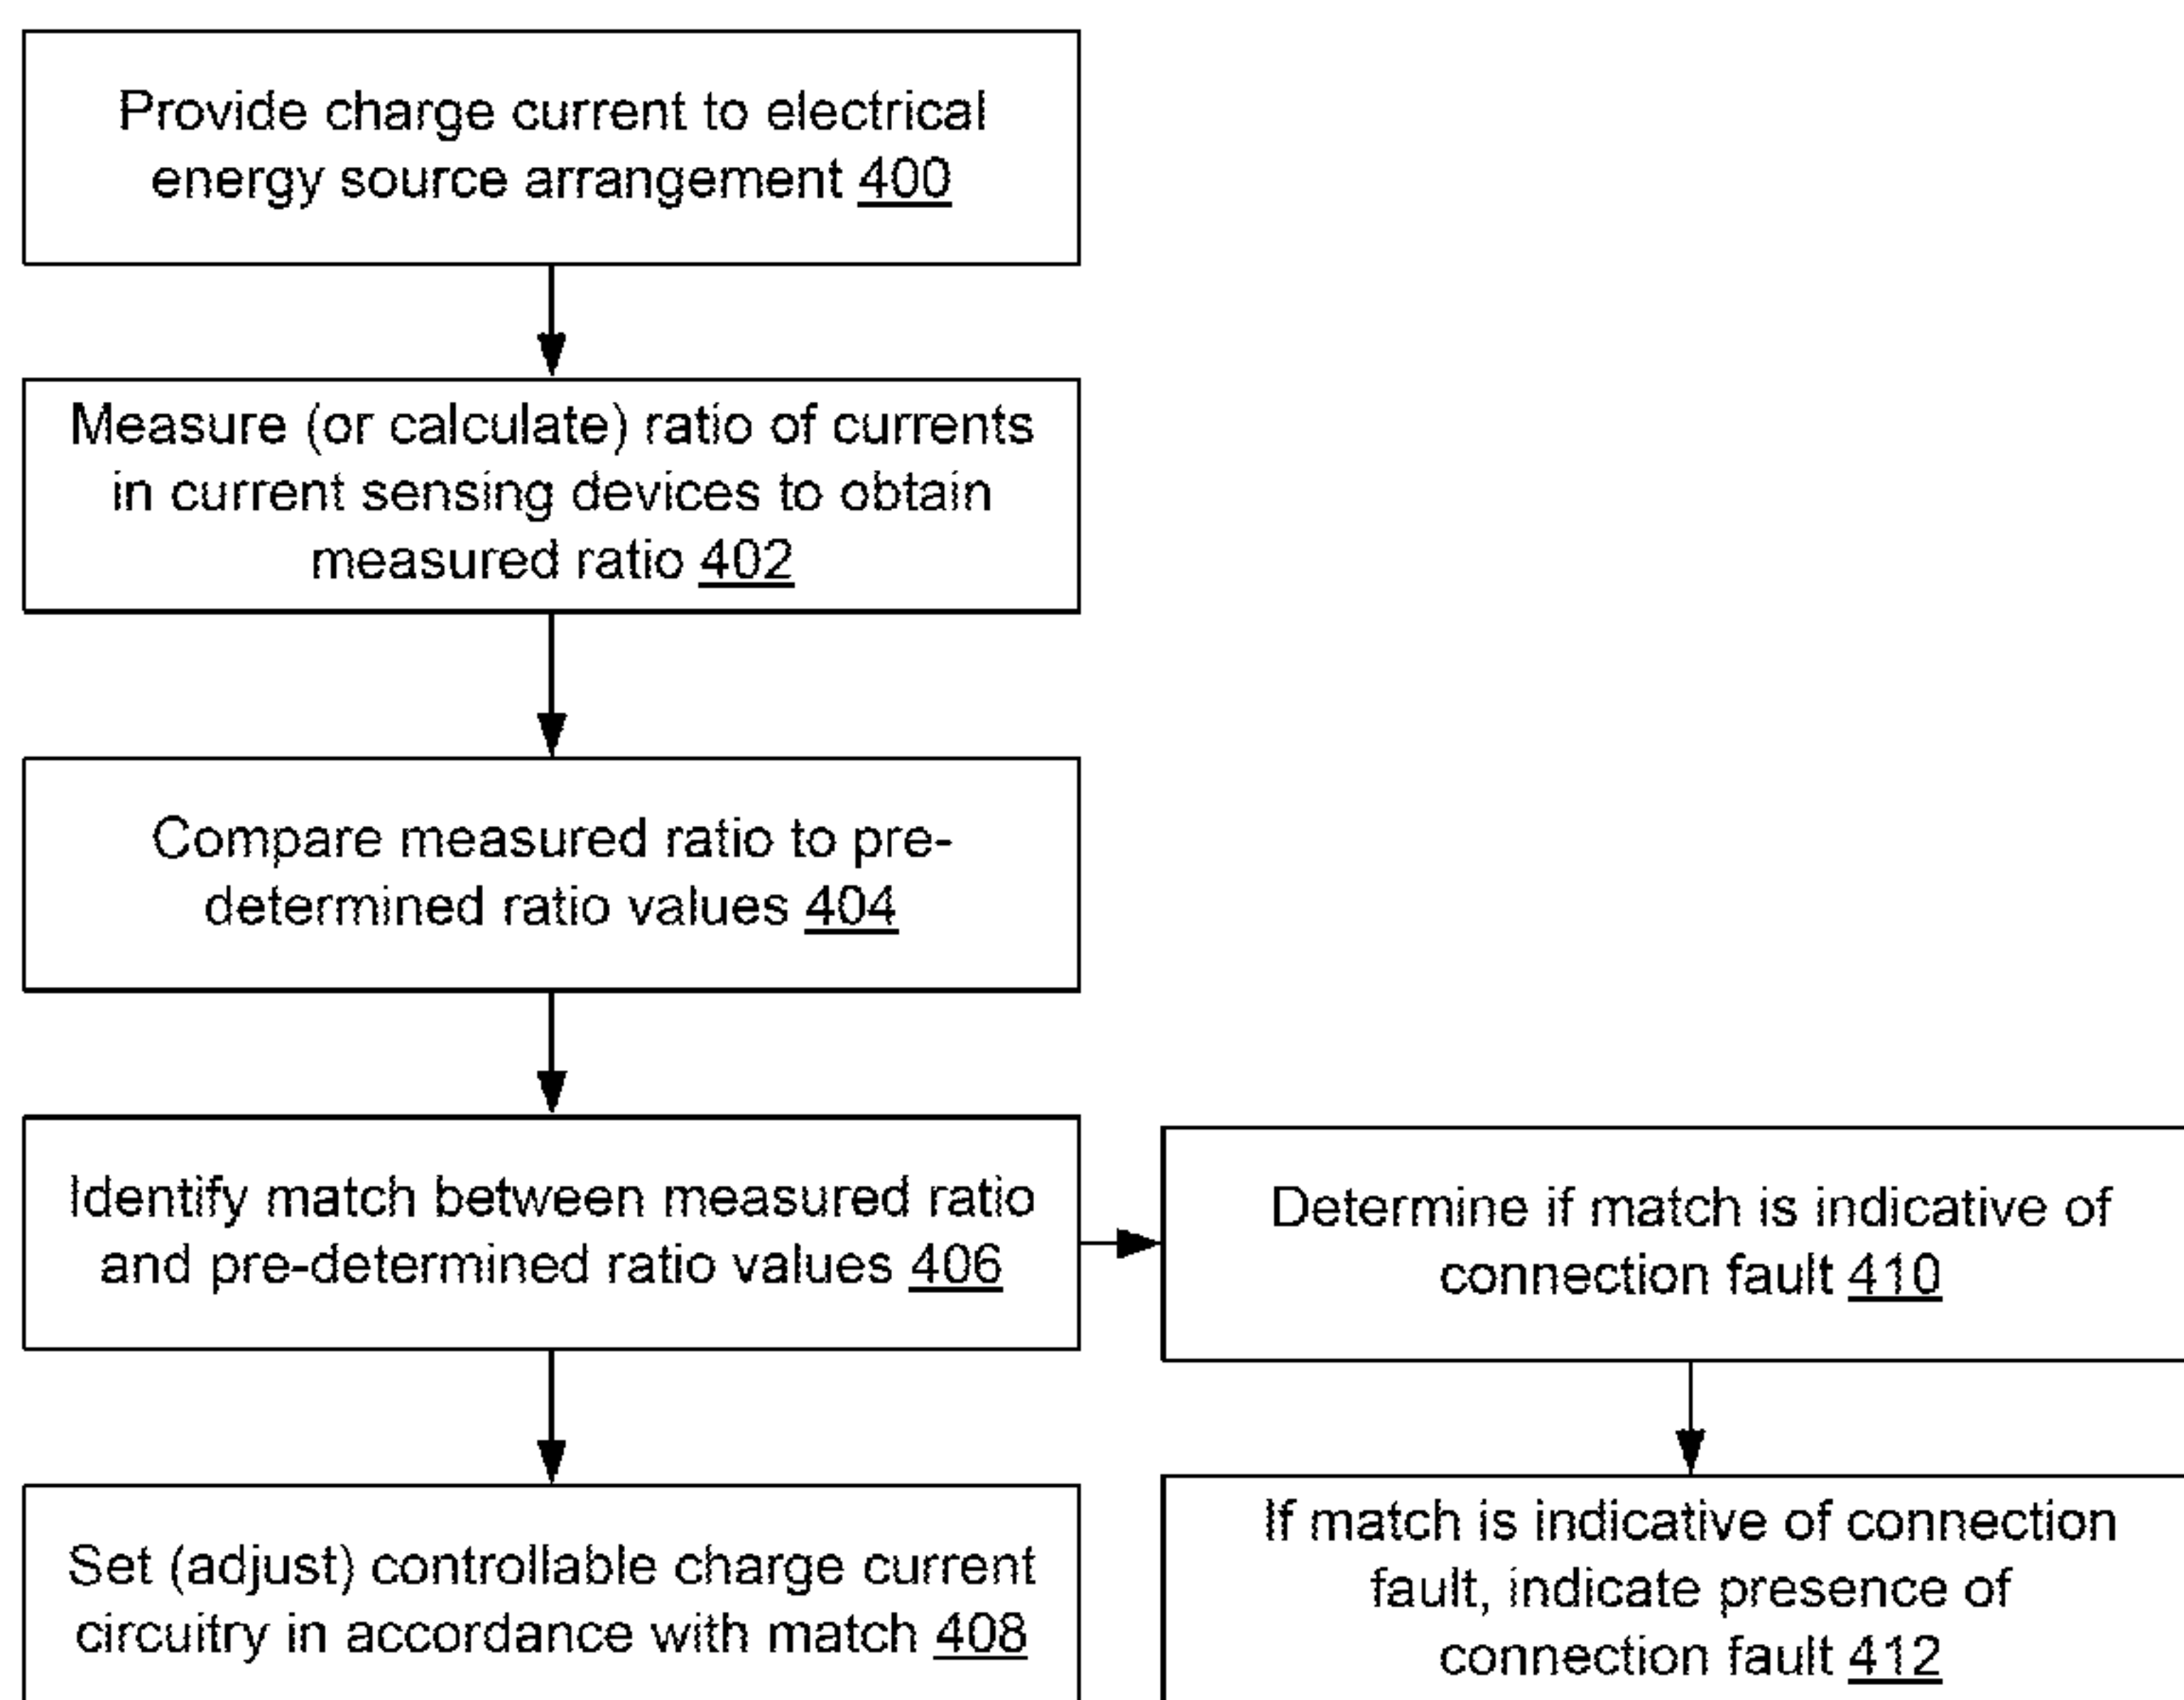 Provide charge current to electrical
energy source arrangement 400
Measure (or calculate) ratio of currents
in current sensing devices to obtain
measured ratio 402
Compare measured ratio to pre-
determined ratio values 404
Identify match between measured ratio
and pre-determined ratio values 406
Set (adjust) controllable charge current
circuitry in accordance with match 408
Determine if match is indicative of
connection fault 410
If match is indicative of connection
fault, indicate presence of
connection fault 412